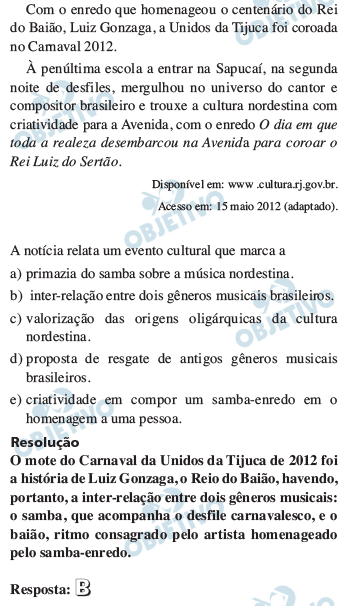 Com o enredo que homenageou o centenário do Rei
do Baião, Luiz Gonzaga, a Unidos da Tijuca foi coroada
no Carnaval 2012.
À penúltima escola a entrar na Sapucaí, na segunda
noite de desfiles, mergulhou no universo do cantor e
compositor brasileiro e trouxe a cultura nordestina com
criatividade para a Avenida, com o enredo O dia em que
toda a realeza desembarcou na Avenida para coroar o
Rei Luiz do Sertão.
Disponível em: www .cultura.rj.gov.br.
Acesso em: 15 maio 2012 (adaptado).
A notícia relata um evento cultural que marca a
a) primazia do samba sobre a música nordestina.
b) inter-relação entre dois gêneros musicais brasileiros.
c) valorização das origens oligárquicas da cultura
nordestina.
d) proposta de resgate de antigos gêneros musicais
brasileiros.
e) criatividade em compor um samba-enredo em o
homenagem a uma pessoa.
Resolução
O mote do Carnaval da Unidos da Tijuca de 2012 foi
a história de Luiz Gonzaga, o Reio do Baião, havendo,
portanto, a inter-relação entre dois gêneros musicais:
o samba, que acompanha o desfile carnavalesco, e o
baião, ritmo consagrado pelo artista homenageado
pelo samba-enredo.
Resposta: B
OBJETIVO
OBJETIVO
OBJETIVO
OBJETIVO
OBJETIVO
OBJETIVO